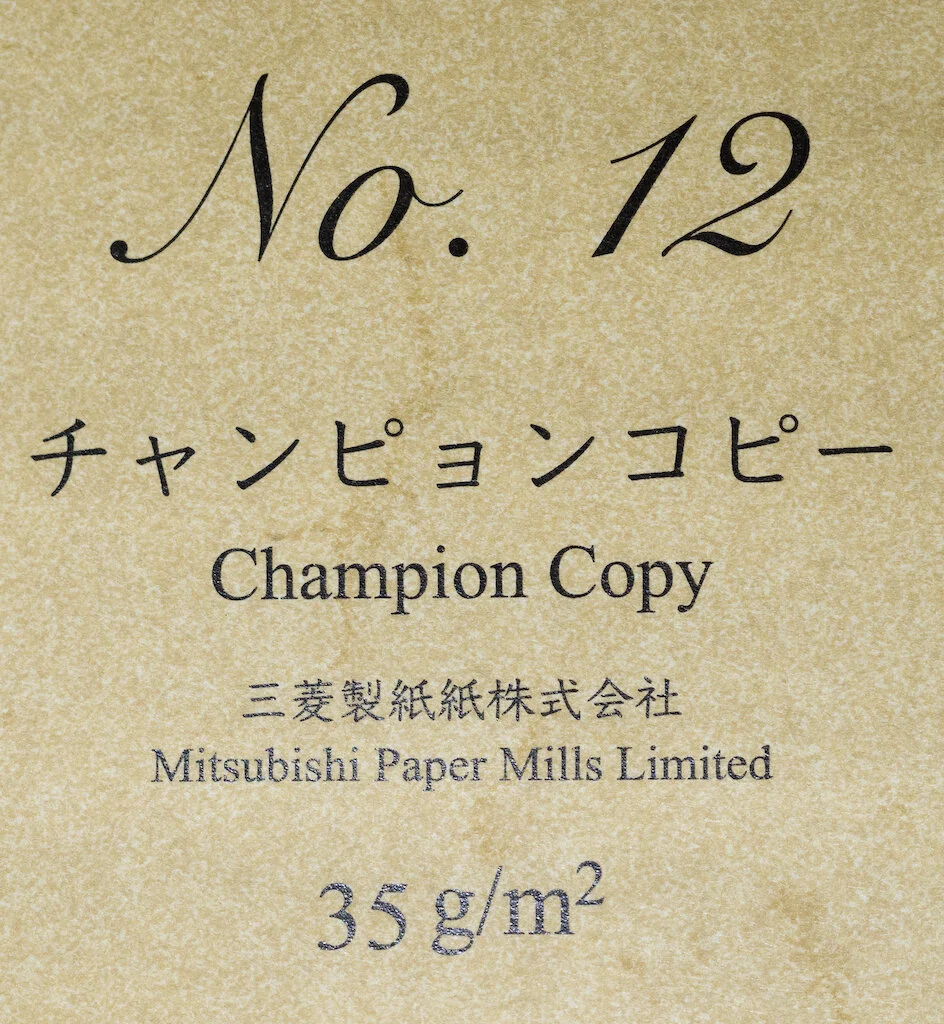 No. 12
チャンピョンコピー
Champion Copy
三菱製紙紙株式会社
Mitsubishi Paper Mills Limited
35 g/m²